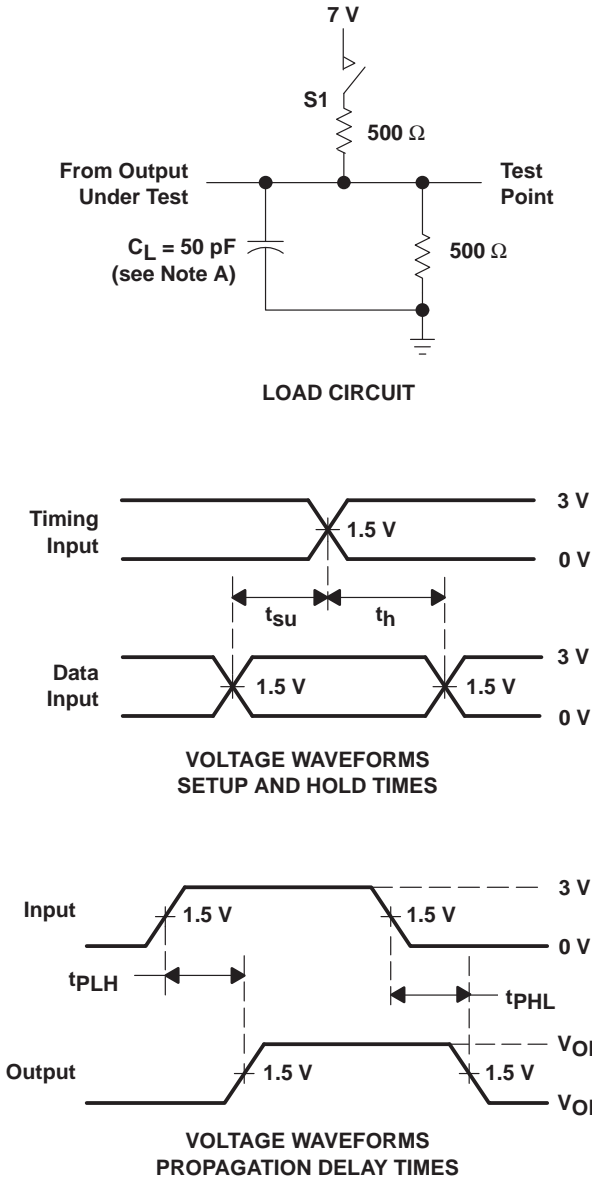 7 V
S1
500 Ω
From Output
Under Test
Test
Point
C_L = 50 pF
(see Note A)
500 Ω
LOAD CIRCUIT
Timing
Input
3 V
1.5 V
0 V
t_su
t_h
Data
Input
3 V
1.5 V
1.5 V
0 V
VOLTAGE WAVEFORMS
SETUP AND HOLD TIMES
Input
3 V
1.5 V
1.5 V
0 V
t_PLH
t_PHL
Output
1.5 V
1.5 V
VOLTAGE WAVEFORMS
PROPAGATION DELAY TIMES